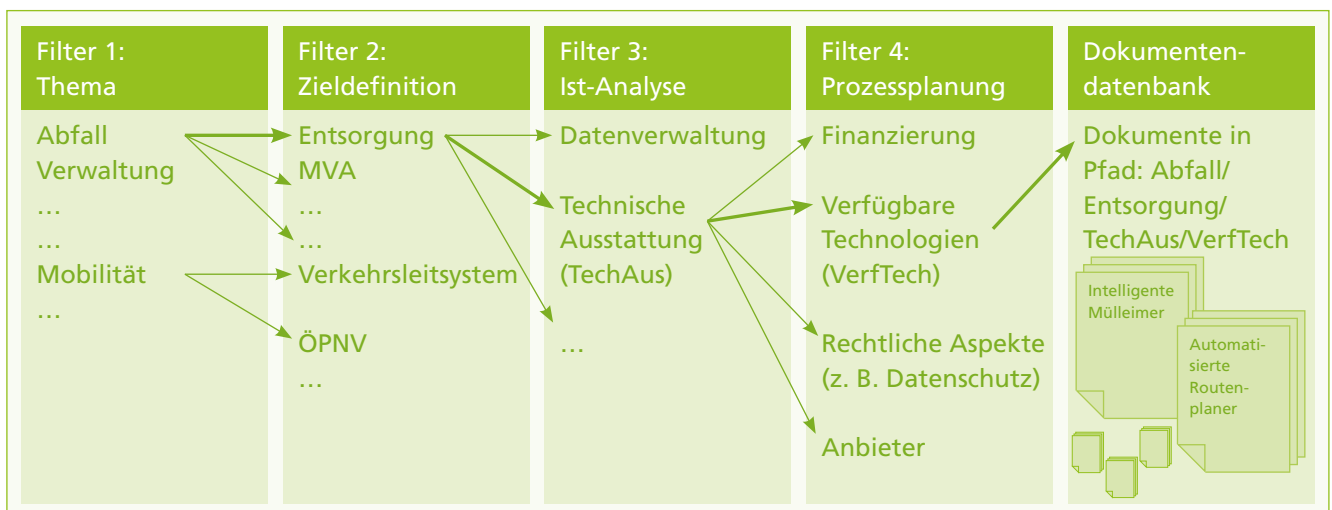 Filter 1:
Thema
Abfall
Verwaltung
…
…
Mobilität
…
Filter 2:
Zieldefinition
Entsorgung
MVA
…
…
Verkehrsleitsystem
ÖPNV
…
Filter 3:
Ist-Analyse
Datenverwaltung
Technische
Ausstattung
(TechAus)
…
Filter 4:
Prozessplanung
Finanzierung
Verfügbare
Technologien
(VerfTech)
Rechtliche Aspekte
(z. B. Datenschutz)
Anbieter
Dokumenten-
datenbank
Dokumente in
Pfad: Abfall/
Entsorgung/
TechAus/VerfTech
Intelligente
Mülleimer
Automati-
sierte
Routen-
planer